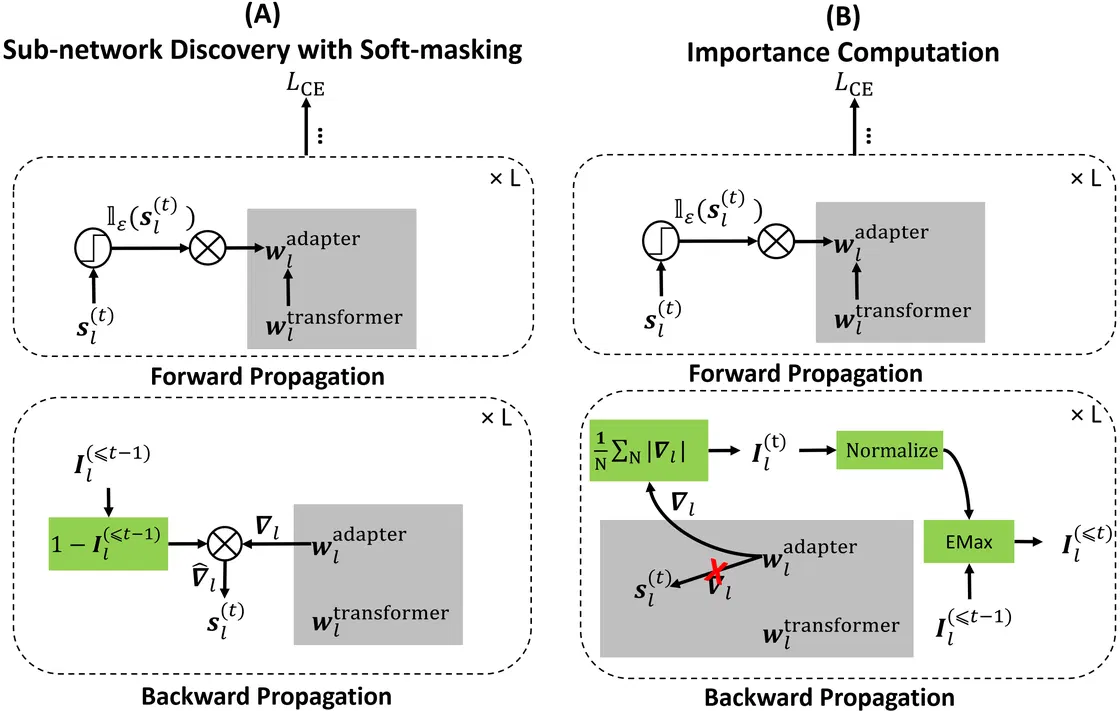 (A)
Sub-network Discovery with Soft-masking
L_CE
⋮
× L
𝟙_ε(s_l^(t))
w_l^adapter
s_l^(t)
w_l^transformer
Forward Propagation
× L
I_l^(⩽t−1)
1 − I_l^(⩽t−1)
∇_l
w_l^adapter
∇̂_l
s_l^(t)
w_l^transformer
Backward Propagation
(B)
Importance Computation
L_CE
⋮
× L
𝟙_ε(s_l^(t))
w_l^adapter
s_l^(t)
w_l^transformer
Forward Propagation
× L
1/N ∑_N |∇_l|
I_l^(t)
Normalize
∇_l
EMax
I_l^(⩽t)
w_l^adapter
s_l^(t)
∇_l
I_l^(⩽t−1)
w_l^transformer
Backward Propagation